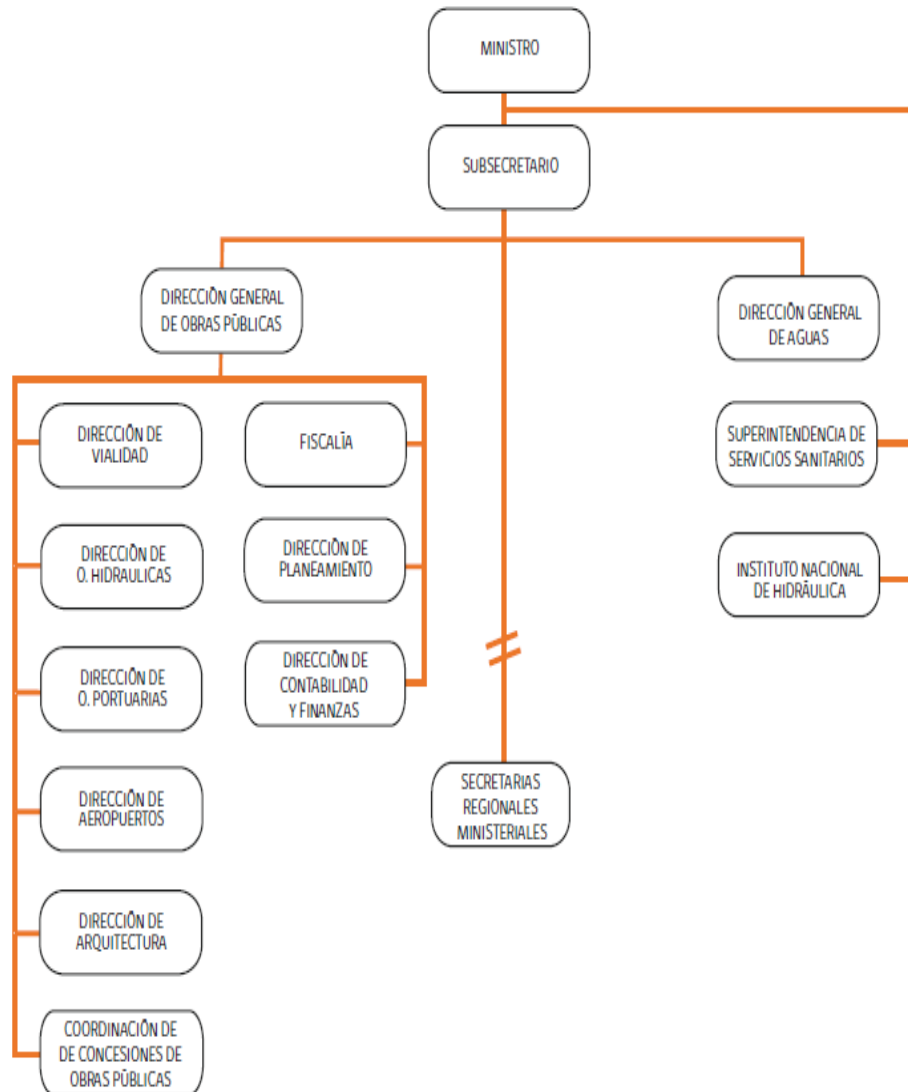 MINISTRO
SUBSECRETARIO
DIRECCIÓN GENERAL
DE OBRAS PÚBLICAS
DIRECCIÓN GENERAL
DE AGUAS
DIRECCIÓN DE
VIALIDAD
FISCALÍA
SUPERINTENDENCIA DE
SERVICIOS SANITARIOS
DIRECCIÓN DE
O. HIDRAULICAS
DIRECCIÓN DE
PLANEAMIENTO
INSTITUTO NACIONAL
DE HIDRÁULICA
DIRECCIÓN DE
O. PORTUARIAS
DIRECCIÓN DE
CONTABILIDAD
Y FINANZAS
DIRECCIÓN DE
AEROPUERTOS
SECRETARIAS
REGIONALES
MINISTERIALES
DIRECCIÓN DE
ARQUITECTURA
COORDINACIÓN DE
DE CONCESIONES DE
OBRAS PÚBLICAS